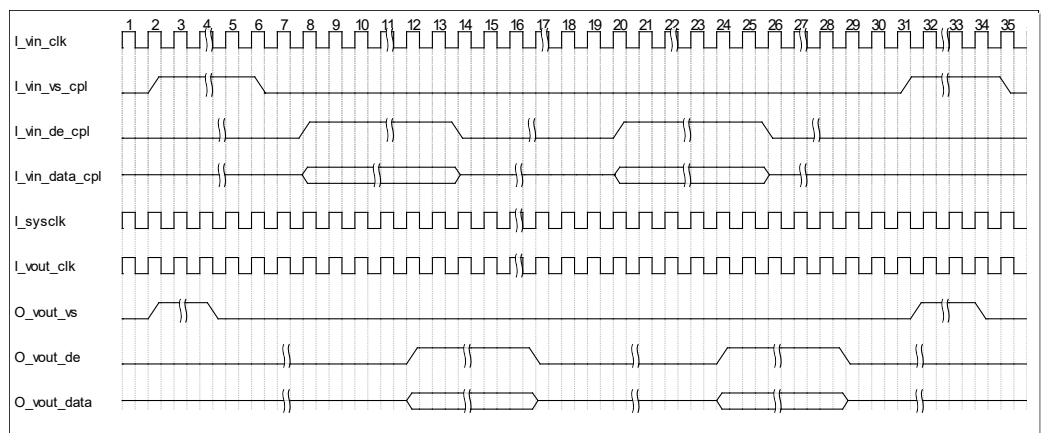 1 2 3 4 5 6 7 8 9 10 11 12 13 14 15 16 17 18 19 20 21 22 23 24 25 26 27 28 29 30 31 32 33 35
I_vin_clk
I_vin_vs_cpl
I_vin_de_cpl
I_vin_data_cpl
I_sysclk
I_vout_clk
O_vout_vs
O_vout_de
O_vout_data